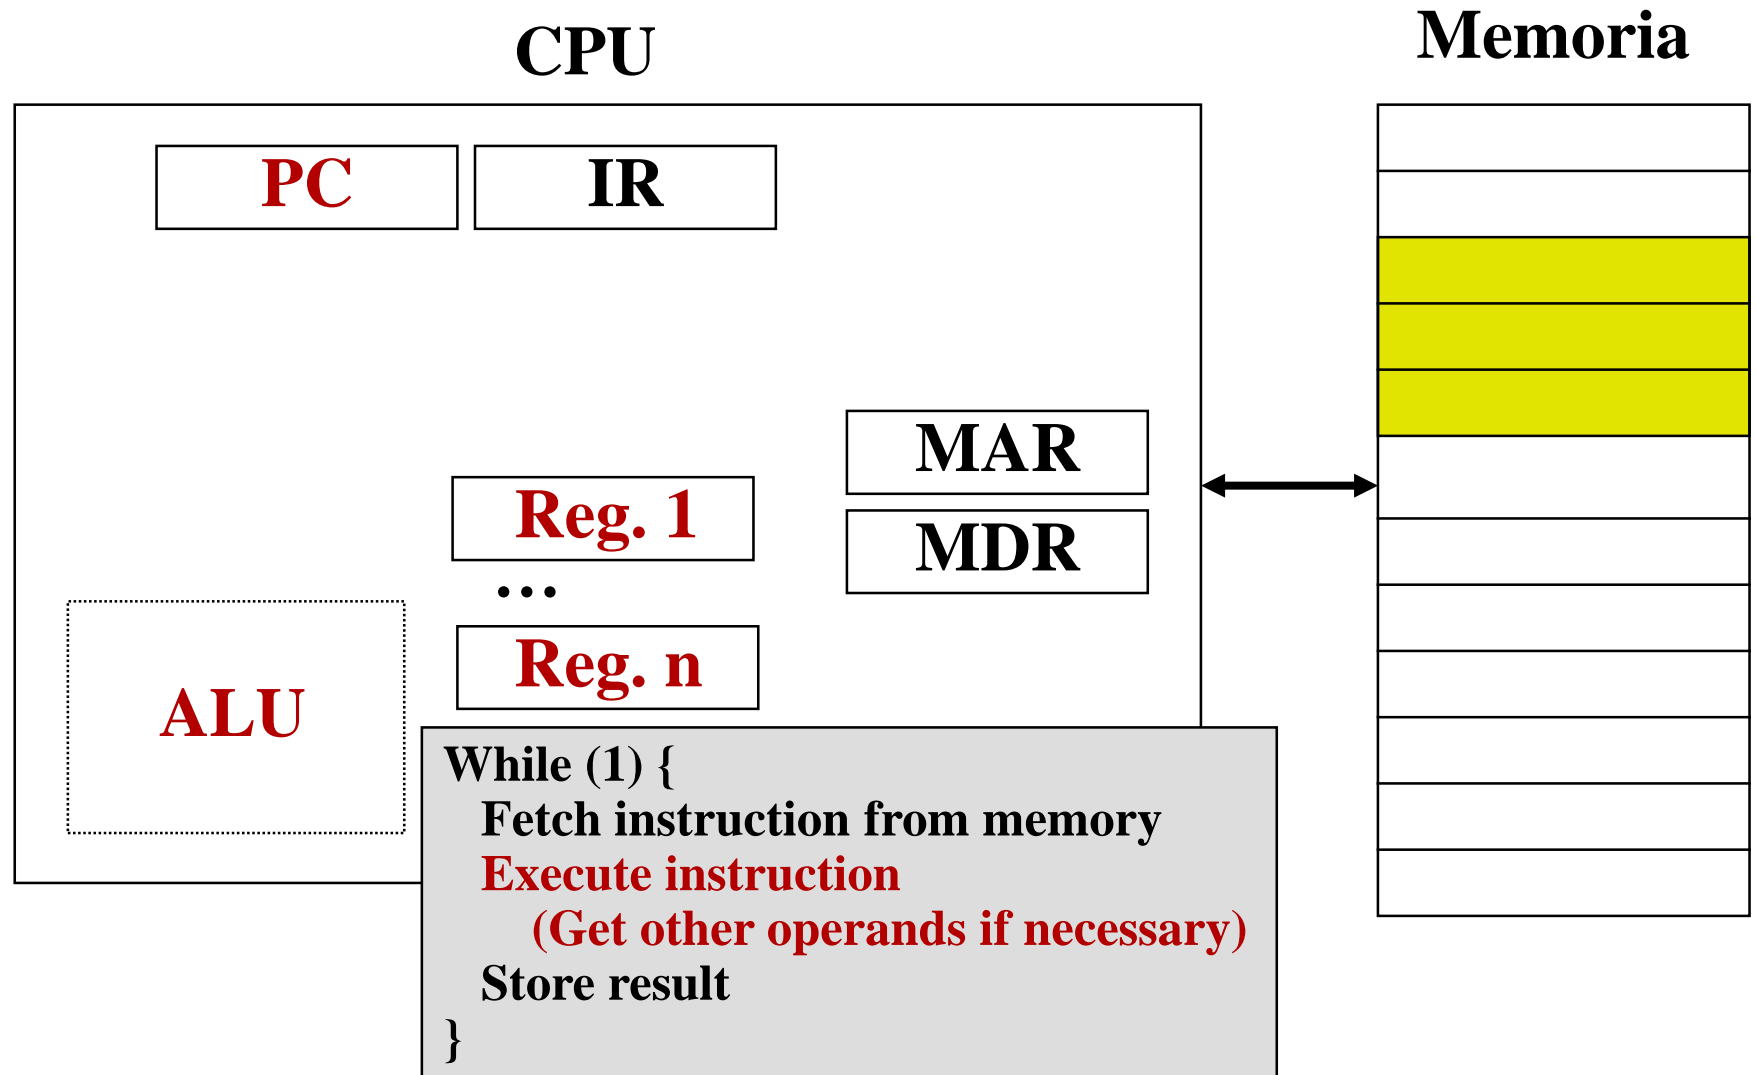 CPU
Memoria
PC
IR
MAR
Reg. 1
MDR
…
Reg. n
ALU
While (1) {
Fetch instruction from memory
Execute instruction
(Get other operands if necessary)
Store result
}